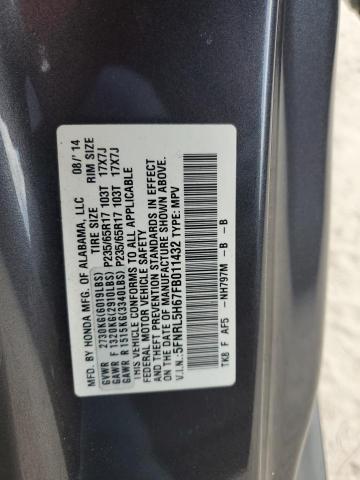 MFD. BY HONDA MFG. OF ALABAMA, LLC 08/'14
TIRE SIZE RIM SIZE
GVWR 2730KG(6019LBS)
GAWR F 1320KG(2910LBS) P235/65R17 103T 17X7J
GAWR R 1515KG(3340LBS) P235/65R17 103T 17X7J
THIS VEHICLE CONFORMS TO ALL APPLICABLE
FEDERAL MOTOR VEHICLE SAFETY
AND THEFT PREVENTION STANDARDS IN EFFECT
ON THE DATE OF MANUFACTURE SHOWN ABOVE.
V.I.N.: 5FNRL5H67FB011432 TYPE: MPV
TK8 F AF5 -NH797M - B -B